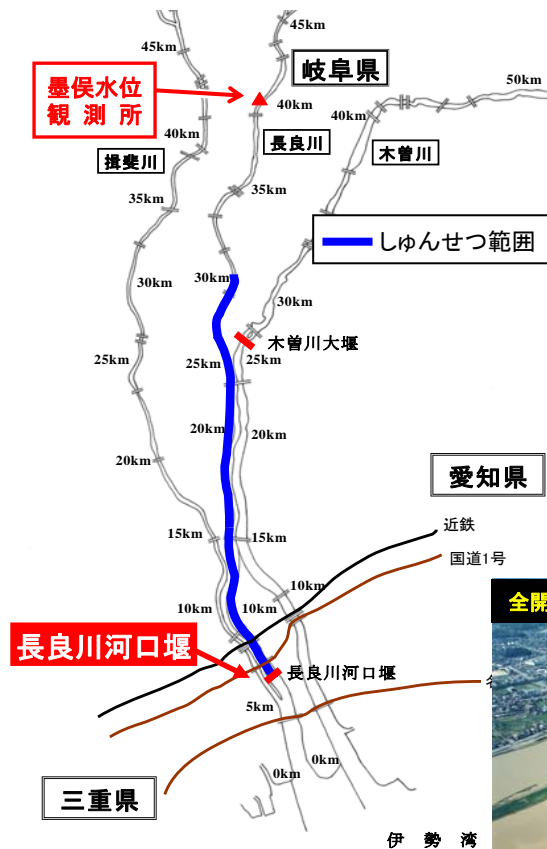 45km
45km
岐阜県
50km
墨俣水位
観測所
40km
40km
長良川
木曽川
40km
揖斐川
35km
35km
しゅんせつ範囲
30km
30km
30km
木曽川大堰
25km
25km
20km
20km
20km
愛知県
近鉄
15km
15km
国道1号
10km
10km
10km
全開
長良川河口堰
長良川河口堰
5km
0km
0km
三重県
伊勢湾